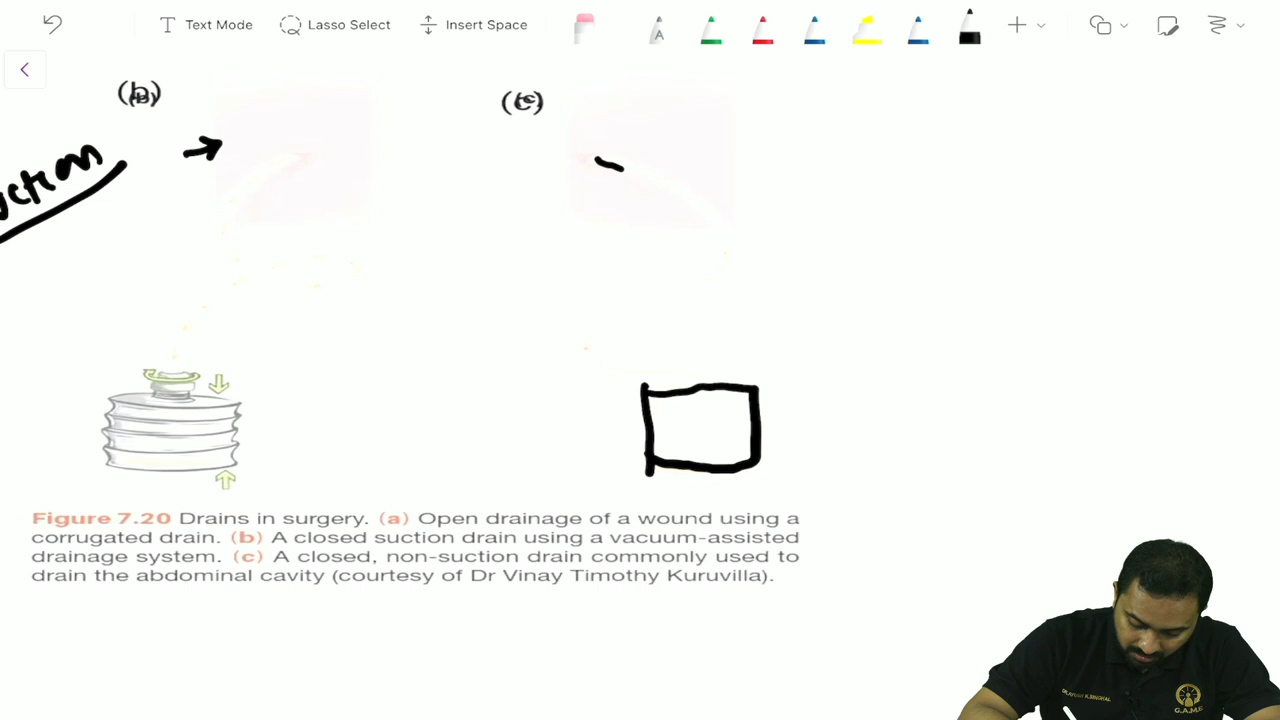 Text Mode
Lasso Select
Insert Space
A
(b)
(c)
Figure 7.20 Drains in surgery. (a) Open drainage of a wound using a
corrugated drain. (b) A closed suction drain using a vacuum-assisted
drainage system. (c) A closed, non-suction drain commonly used to
drain the abdominal cavity (courtesy of Dr Vinay Timothy Kuruvilla).
G.A.M.E